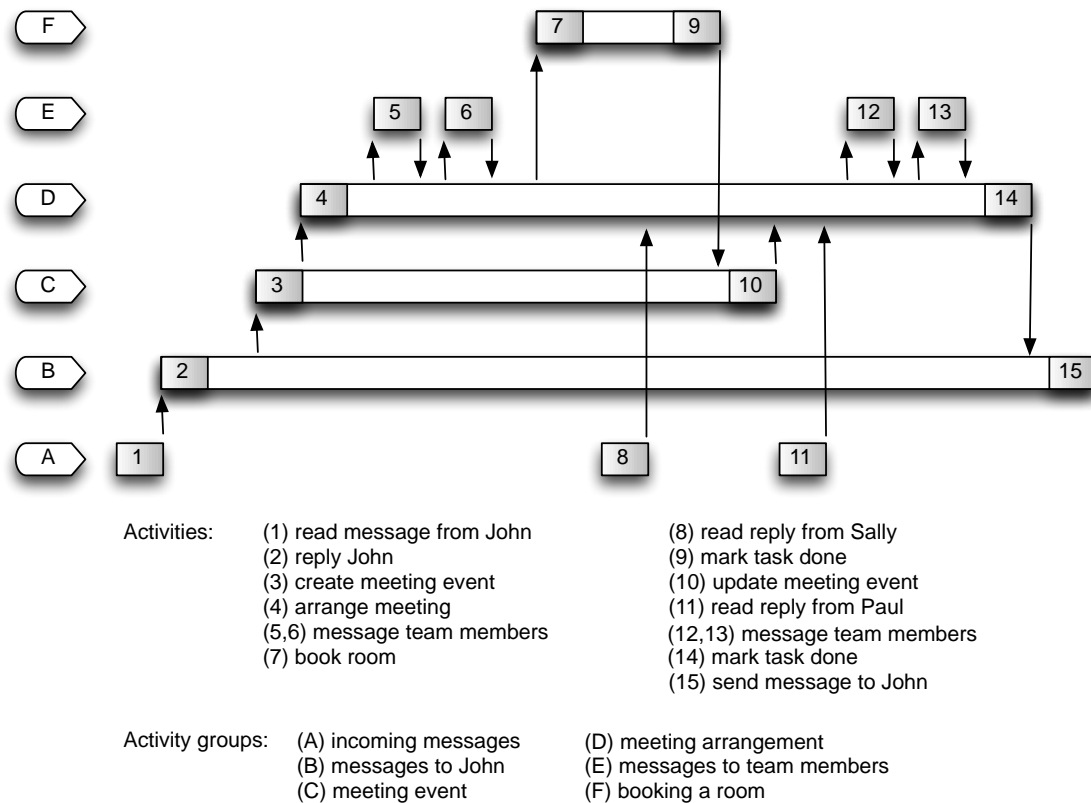 F 7 9
E 5 6 12 13
D 4 14
C 3 10
B 2 15
A 1 8 11
Activities: (1) read message from John
(2) reply John
(3) create meeting event
(4) arrange meeting
(5,6) message team members
(7) book room
(8) read reply from Sally
(9) mark task done
(10) update meeting event
(11) read reply from Paul
(12,13) message team members
(14) mark task done
(15) send message to John
Activity groups: (A) incoming messages
(B) messages to John
(C) meeting event
(D) meeting arrangement
(E) messages to team members
(F) booking a room